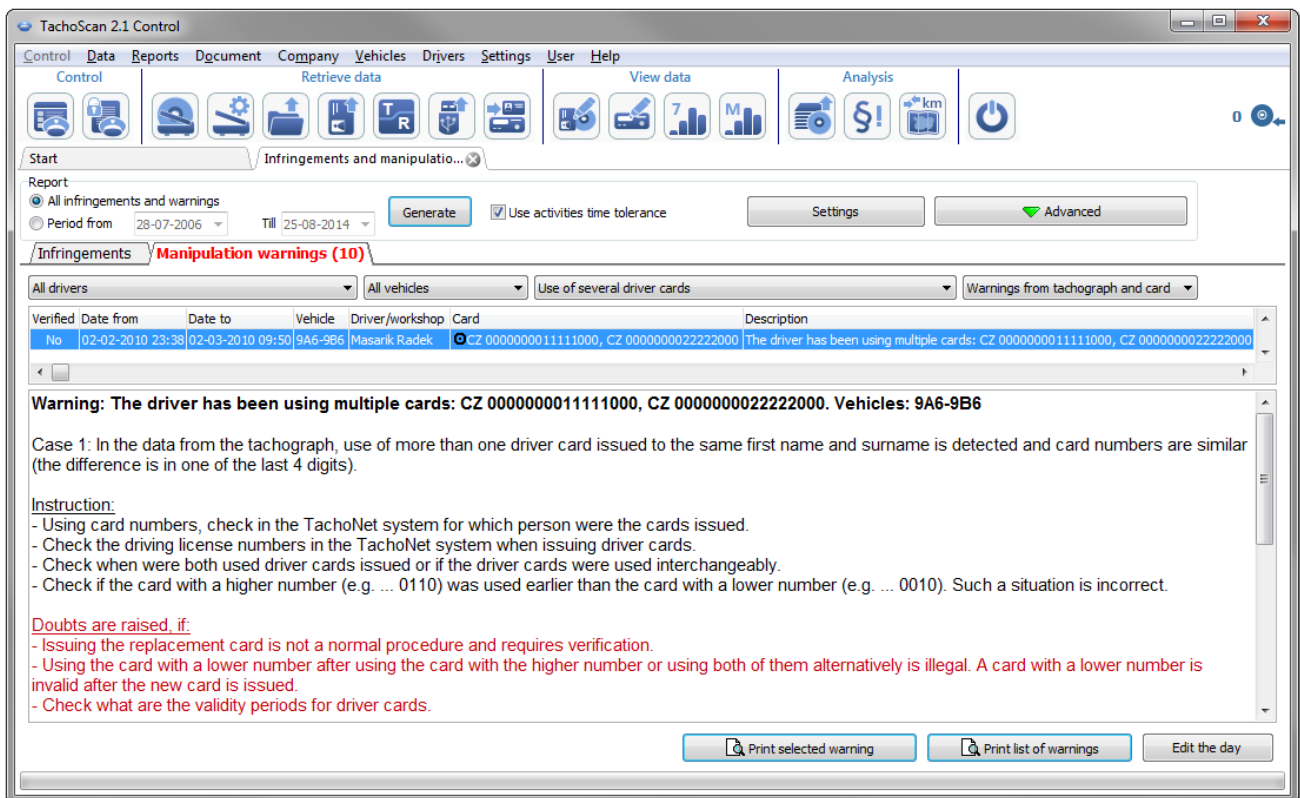 TachoScan 2.1 Control
Control Data Reports Document Company Vehicles Drivers Settings User Help
Control Retrieve data View data Analysis
T R 7 M §! km 0
Start Infringements and manipulatio...
Report
All infringements and warnings
Period from 28-07-2006 Till 25-08-2014 Generate Use activities time tolerance Settings Advanced
Infringements Manipulation warnings (10)
All drivers All vehicles Use of several driver cards Warnings from tachograph and card
Verified Date from Date to Vehicle Driver/workshop Card Description
No 02-02-2010 23:38 02-03-2010 09:50 9A6-9B6 Masarik Radek CZ 0000000011111000, CZ 0000000022222000 The driver has been using multiple cards: CZ 0000000011111000, CZ 0000000022222000
Warning: The driver has been using multiple cards: CZ 0000000011111000, CZ 0000000022222000. Vehicles: 9A6-9B6
Case 1: In the data from the tachograph, use of more than one driver card issued to the same first name and surname is detected and card numbers are similar
(the difference is in one of the last 4 digits).
Instruction:
- Using card numbers, check in the TachoNet system for which person were the cards issued.
- Check the driving license numbers in the TachoNet system when issuing driver cards.
- Check when were both used driver cards issued or if the driver cards were used interchangeably.
- Check if the card with a higher number (e.g. ... 0110) was used earlier than the card with a lower number (e.g. ... 0010). Such a situation is incorrect.
Doubts are raised, if:
- Issuing the replacement card is not a normal procedure and requires verification.
- Using the card with a lower number after using the card with the higher number or using both of them alternatively is illegal. A card with a lower number is
invalid after the new card is issued.
- Check what are the validity periods for driver cards.
Print selected warning Print list of warnings Edit the day